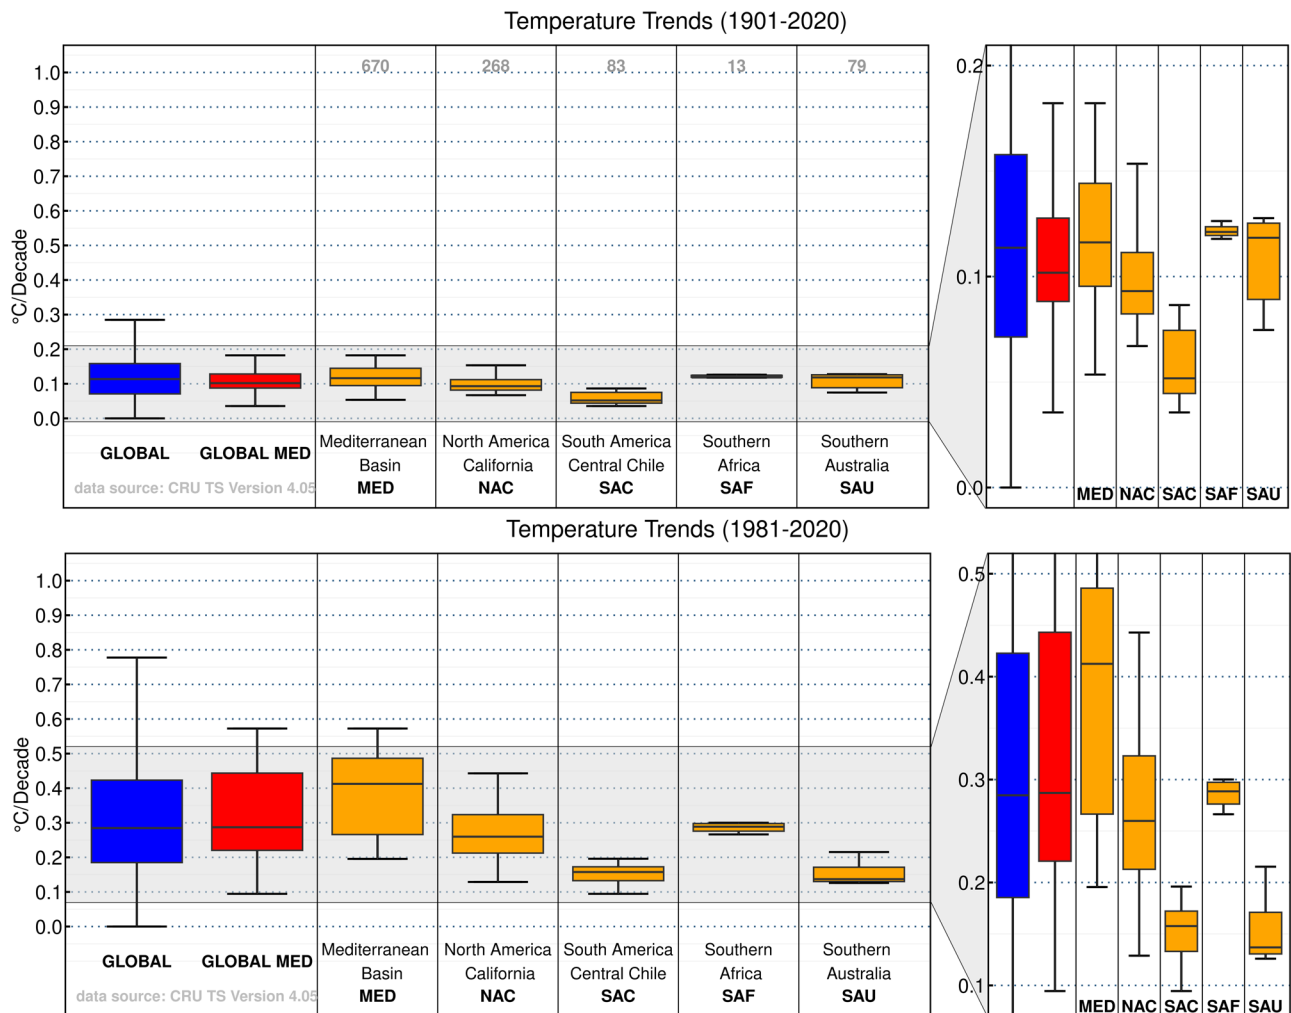 Temperature Trends (1901-2020)
670 268 83 13 79
1.0
0.9
0.8
0.7
0.6
0.5
0.4
0.3
0.2
0.1
0.0
°C/Decade
GLOBAL
GLOBAL MED
Mediterranean
Basin
MED
North America
California
NAC
South America
Central Chile
SAC
Southern
Africa
SAF
Southern
Australia
SAU
data source: CRU TS Version 4.05
0.2
0.1
0.0
MED NAC SAC SAF SAU
Temperature Trends (1981-2020)
1.0
0.9
0.8
0.7
0.6
0.5
0.4
0.3
0.2
0.1
0.0
°C/Decade
GLOBAL
GLOBAL MED
Mediterranean
Basin
MED
North America
California
NAC
South America
Central Chile
SAC
Southern
Africa
SAF
Southern
Australia
SAU
data source: CRU TS Version 4.05
0.5
0.4
0.3
0.2
0.1
MED NAC SAC SAF SAU